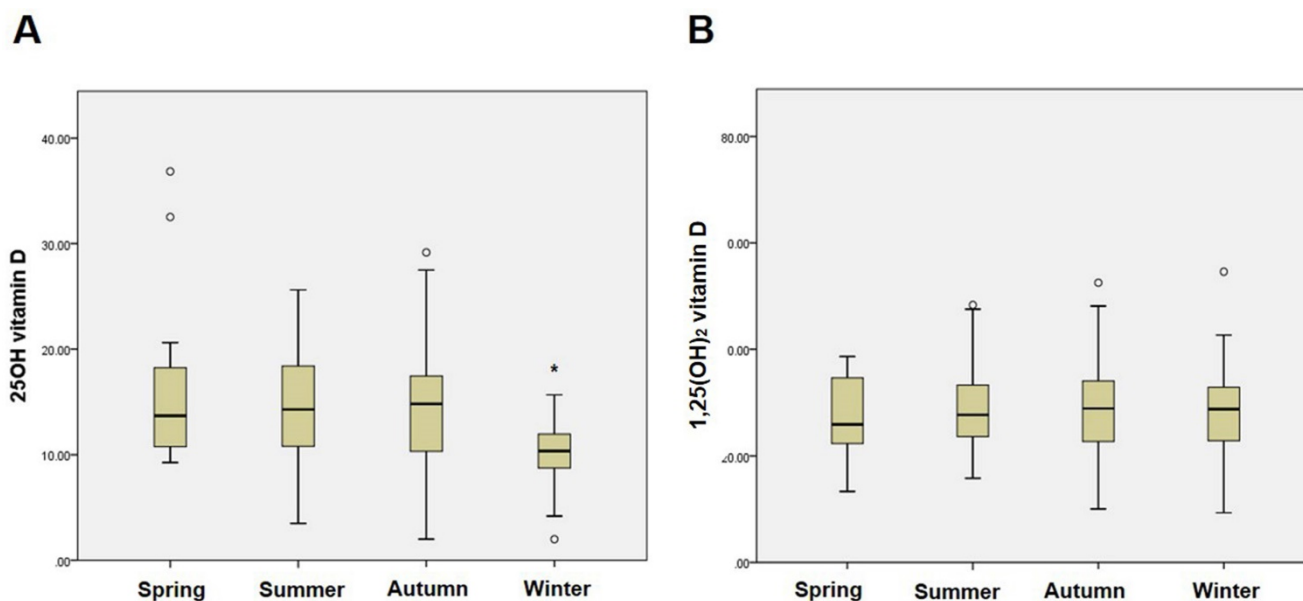 A
B
25OH vitamin D
40.00
30.00
20.00
10.00
.00
*
Spring Summer Autumn Winter
1,25(OH)₂ vitamin D
80.00
0.00
0.00
20.00
.00
Spring Summer Autumn Winter